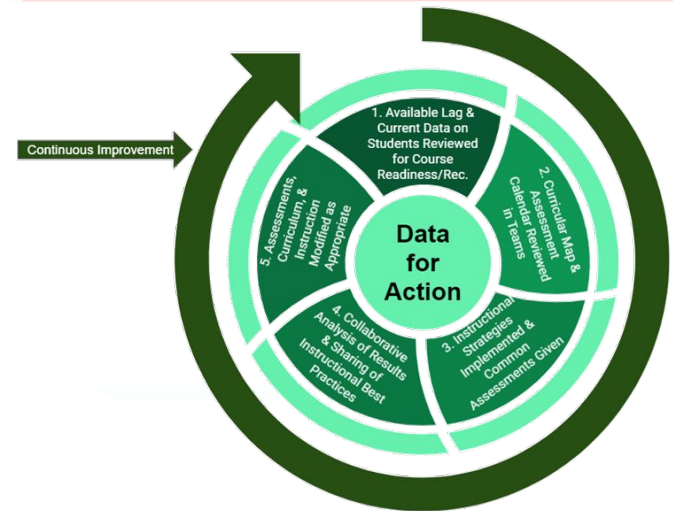 Continuous Improvement
Data
for
Action
1. Available Lag &
Current Data on
Students Reviewed
for Course
Readiness/Rec.
2. Curricular Map &
Assessment
Calendar Reviewed
in Teams
3. Instructional
Strategies
Implemented &
Common
Assessments Given
4. Collaborative
Analysis of Results
& Sharing of
Instructional Best
Practices
5. Assessments,
Curriculum, &
Instruction
Modified as
Appropriate